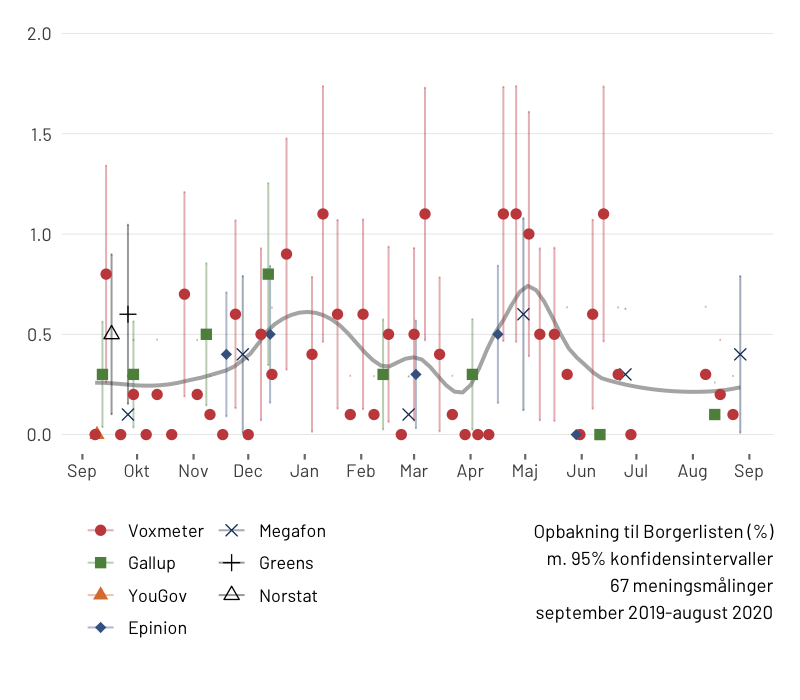 2.0
1.5
1.0
0.5
0.0
Sep Okt Nov Dec Jan Feb Mar Apr Maj Jun Jul Aug Sep
Voxmeter Megafon
Gallup Greens
YouGov Norstat
Epinion
Opbakning til Borgerlisten (%)
m. 95% konfidensintervaller
67 meningsmålinger
september 2019-august 2020